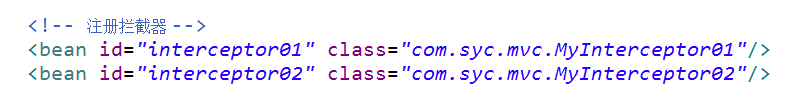 <!-- 注册拦截器 -->
<bean id="interceptor01" class="com.syc.mvc.MyInterceptor01"/>
<bean id="interceptor02" class="com.syc.mvc.MyInterceptor02"/>